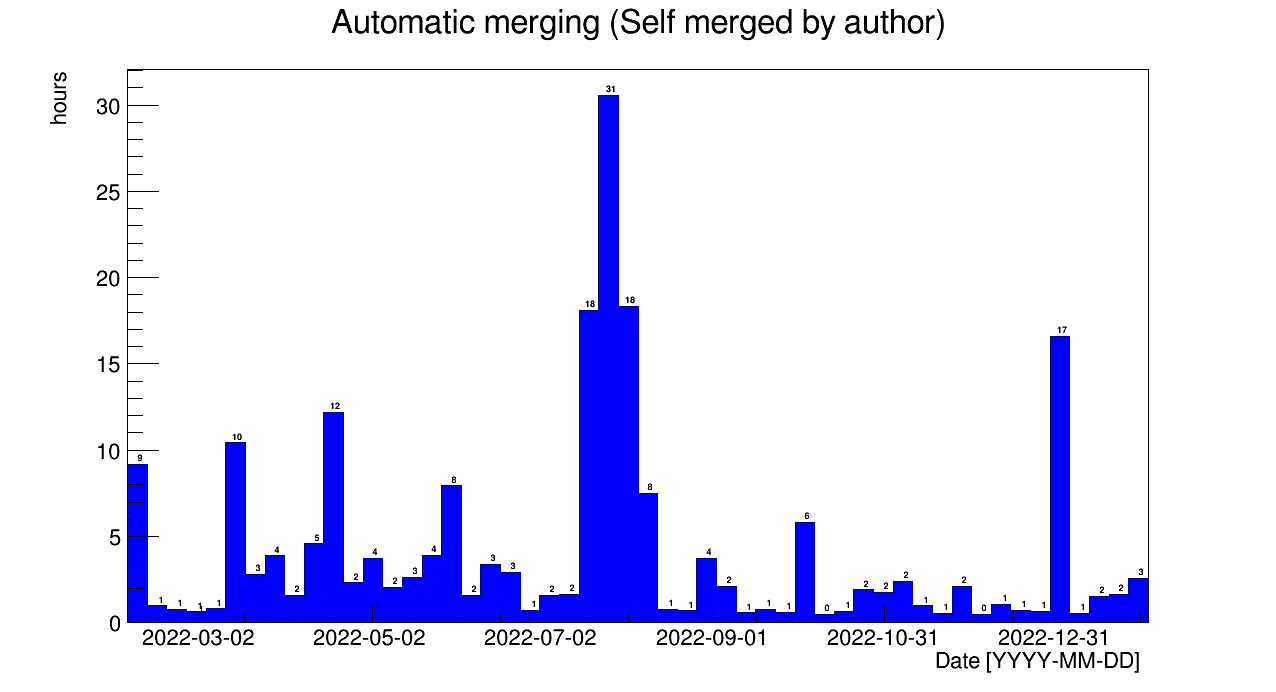 Automatic merging (Self merged by author)
hours
30
25
20
15
10
5
0
9 1 1 1 1 10 3 4 2 5 12 2 4 2 3 4 8 2 3 3 1 2 2 18 31 18 8 1 1 4 2 1 1 1 6 0 1 2 2 2 1 1 2 0 1 1 1 17 1 2 2 3
2022-03-02 2022-05-02 2022-07-02 2022-09-01 2022-10-31 2022-12-31
Date [YYYY-MM-DD]